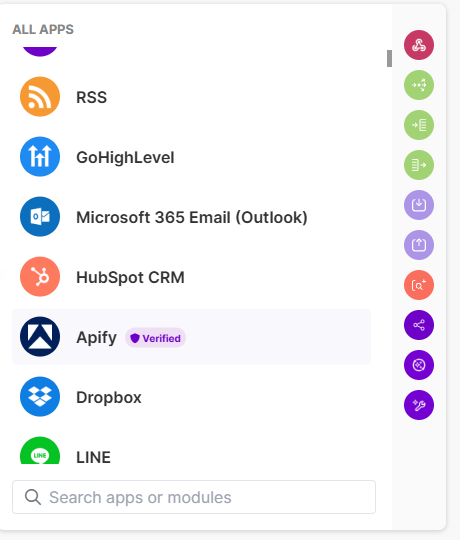 ALL APPS
RSS
GoHighLevel
Microsoft 365 Email (Outlook)
HubSpot CRM
Apify Verified
Dropbox
LINE
Search apps or modules